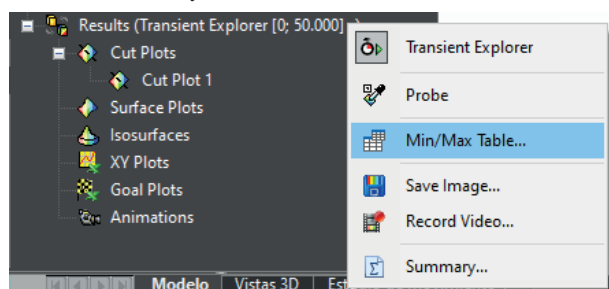 Results (Transient Explorer [0; 50.000]
Cut Plots
Cut Plot 1
Surface Plots
Isosurfaces
XY Plots
Goal Plots
Animations
Transient Explorer
Probe
Min/Max Table...
Save Image...
Record Video...
Summary...
Modelo
Vistas 3D